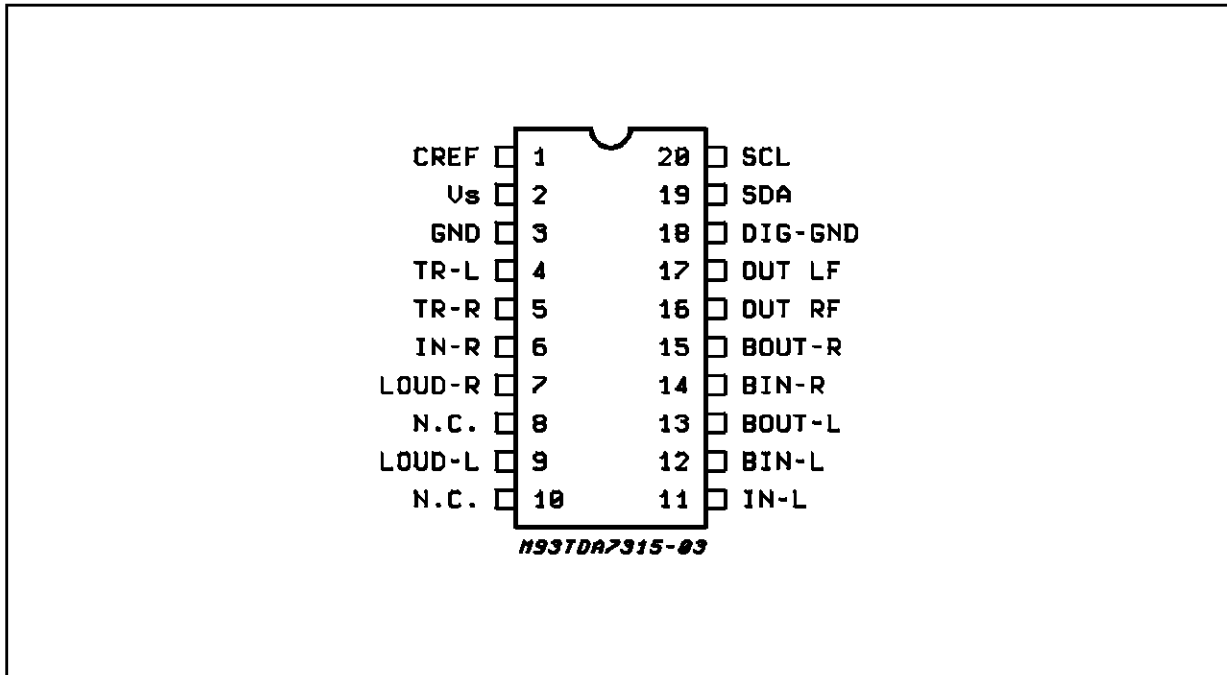 CREF 1 20 SCL
Vs 2 19 SDA
GND 3 18 DIG-GND
TR-L 4 17 OUT LF
TR-R 5 16 OUT RF
IN-R 6 15 BOUT-R
LOUD-R 7 14 BIN-R
N.C. 8 13 BOUT-L
LOUD-L 9 12 BIN-L
N.C. 10 11 IN-L
M93TDA7315-03